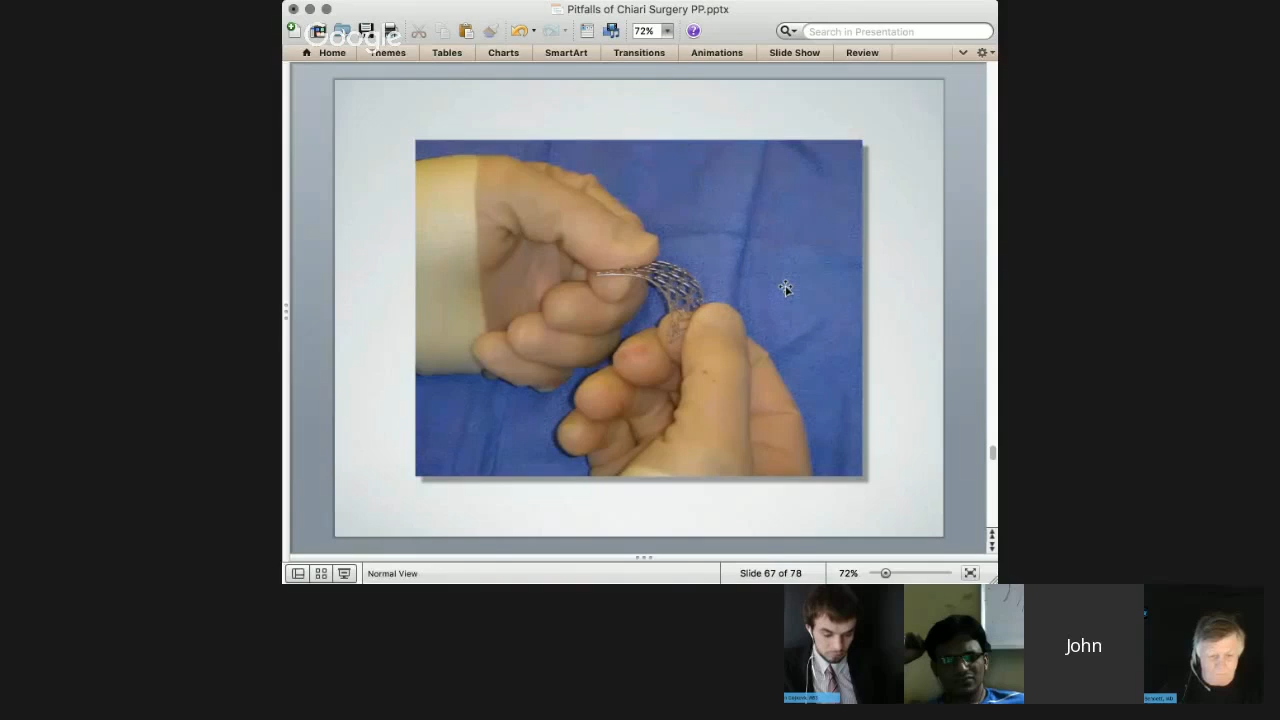 Pitfalls of Chiari Surgery PP.pptx
Google
72%
Search in Presentation
Home Themes Tables Charts SmartArt Transitions Animations Slide Show Review
Normal View Slide 67 of 78 72%
John